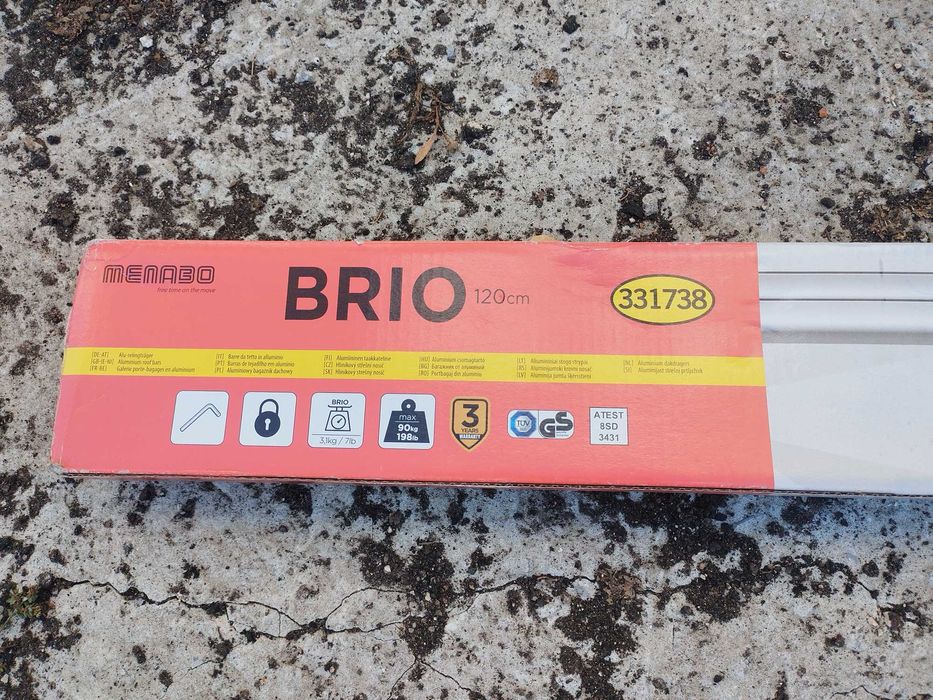 MENABO
free time on the move
BRIO 120cm
331738
[DE-AT] Alu-relingträger
[GB-IE-NI] Aluminium roof bars
[FR-BE] Galerie porte-bagages en aluminium
[IT] Barre da tetto in alluminio
[PT] Barras de tejadilho em alumínio
[PL] Aluminiowy bagażnik dachowy
[FI] Alumiininen taakkateline
[CZ] Hliníkový střešní nosič
[SK] Hliníkový strešný nosič
[HU] Alumínium csomagtartó
[BG] Багажник от алуминий
[RO] Portbagaj din aluminiu
[LT] Aliumininiai stogo strypai
[RS] Aluminijumski krovni nosač
[LV] Alumīnija jumta šķērsstieņi
[NL] Aluminium dakdragers
[SI] Aluminijast strešni prtljažnik
BRIO
3,1kg / 7lb
max.
90kg
198lb
3
YEARS
WARRANTY
TÜV
GS
ATEST
8SD
3431